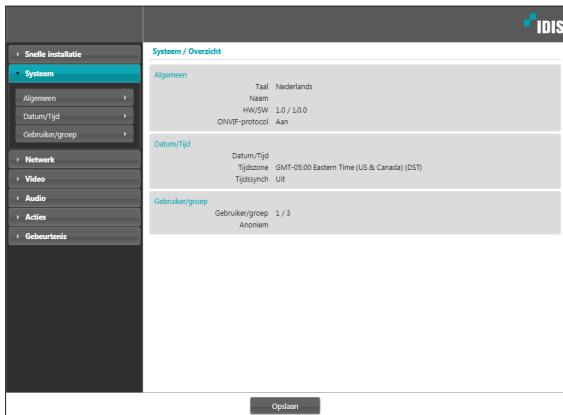 IDIS
Snelle installatie
Systeem
Algemeen
Datum/Tijd
Gebruiker/groep
Netwerk
Video
Audio
Acties
Gebeurtenis
Systeem / Overzicht
Algemeen
Taal Nederlands
Naam
HW/SW 1.0 / 1.0.0
ONVIF-protocol Aan
Datum/Tijd
Datum/Tijd
Tijdszone GMT-05:00 Eastern Time (US & Canada) (DST)
Tijdssynch Uit
Gebruiker/groep
Gebruiker/groep 1 / 3
Anoniem
Opslaan